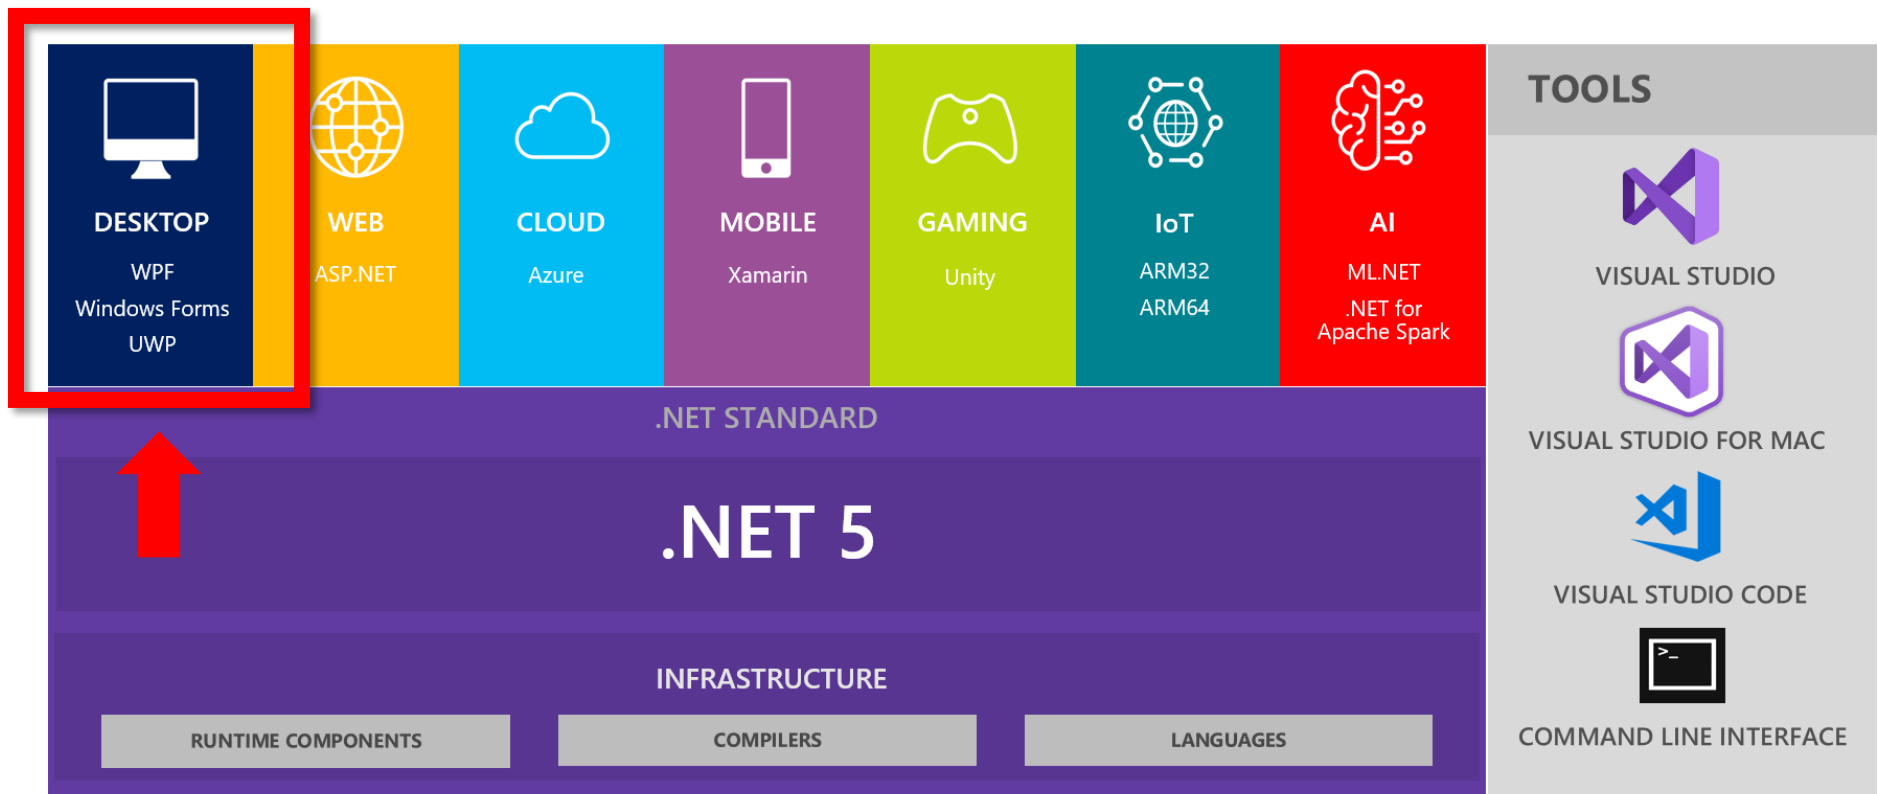 DESKTOP
WPF
Windows Forms
UWP
WEB
ASP.NET
CLOUD
Azure
MOBILE
Xamarin
GAMING
Unity
IoT
ARM32
ARM64
AI
ML.NET
.NET for
Apache Spark
.NET STANDARD
.NET 5
INFRASTRUCTURE
RUNTIME COMPONENTS
COMPILERS
LANGUAGES
TOOLS
VISUAL STUDIO
VISUAL STUDIO FOR MAC
VISUAL STUDIO CODE
>_
COMMAND LINE INTERFACE